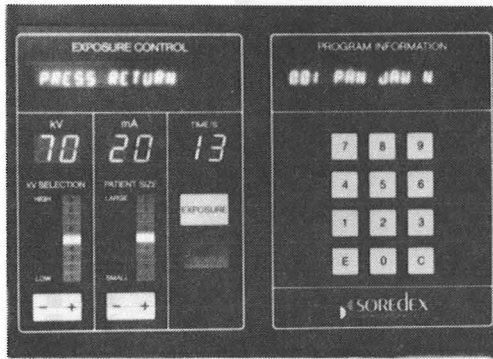 EXPOSURE CONTROL
PRESS RETURN
kV
mA
TIME/S
70
20
13
kV SELECTION
PATIENT SIZE
HIGH
LARGE
EXPOSURE
LOW
SMALL
- +
- +
PROGRAM INFORMATION
001 PAN JAW N
7 8 9
4 5 6
1 2 3
E 0 C
SOREDEX